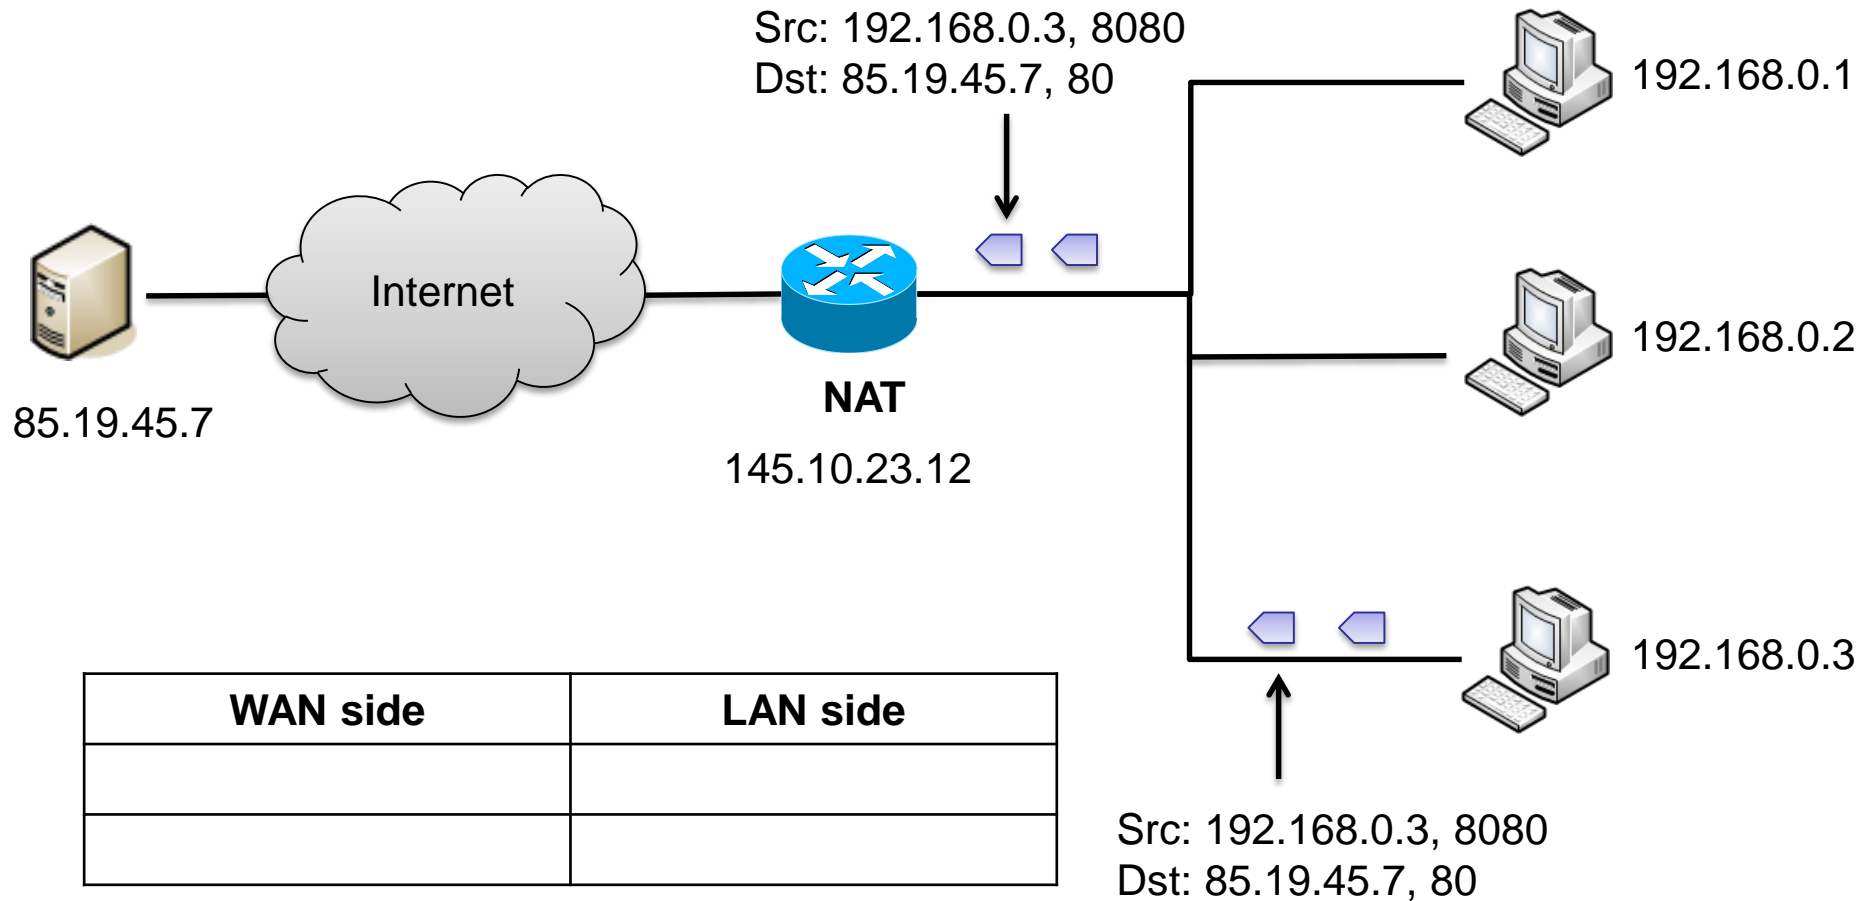 Src: 192.168.0.3, 8080
Dst: 85.19.45.7, 80
192.168.0.1
Internet
192.168.0.2
NAT
85.19.45.7
145.10.23.12
192.168.0.3
WAN side LAN side
Src: 192.168.0.3, 8080
Dst: 85.19.45.7, 80